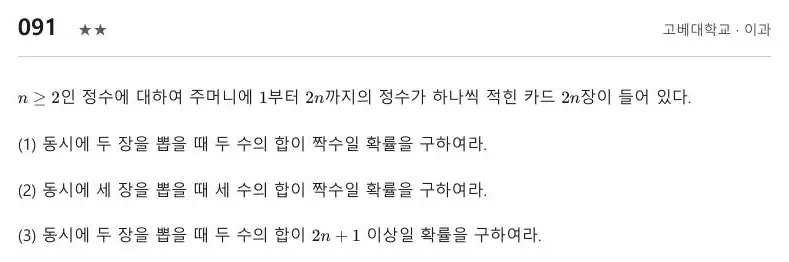 091 ★★ 고베대학교 · 이과
n ≥ 2인 정수에 대하여 주머니에 1부터 2n까지의 정수가 하나씩 적힌 카드 2n장이 들어 있다.
(1) 동시에 두 장을 뽑을 때 두 수의 합이 짝수일 확률을 구하여라.
(2) 동시에 세 장을 뽑을 때 세 수의 합이 짝수일 확률을 구하여라.
(3) 동시에 두 장을 뽑을 때 두 수의 합이 2n + 1 이상일 확률을 구하여라.